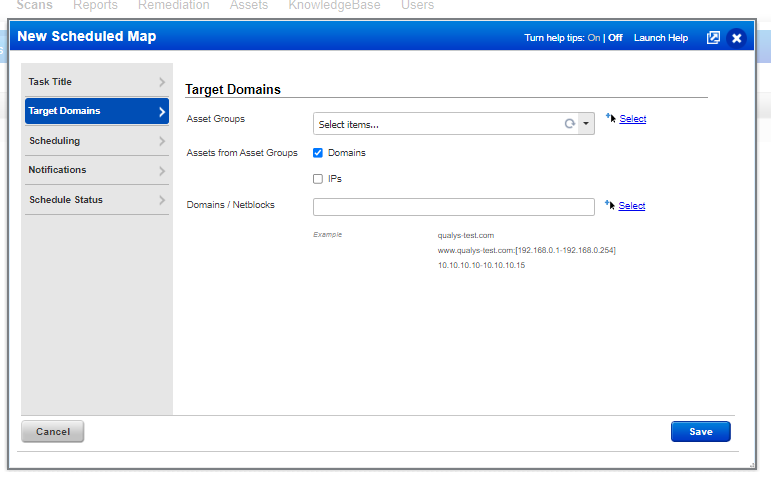 Scans Reports Remediation Assets KnowledgeBase Users
New Scheduled Map Turn help tips: On | Off Launch Help
Task Title
Target Domains
Scheduling
Notifications
Schedule Status
Target Domains
Asset Groups Select items... Select
Assets from Asset Groups Domains
IPs
Domains / Netblocks Select
Example qualys-test.com
www.qualys-test.com:[192.168.0.1-192.168.0.254]
10.10.10.10-10.10.10.15
Cancel Save